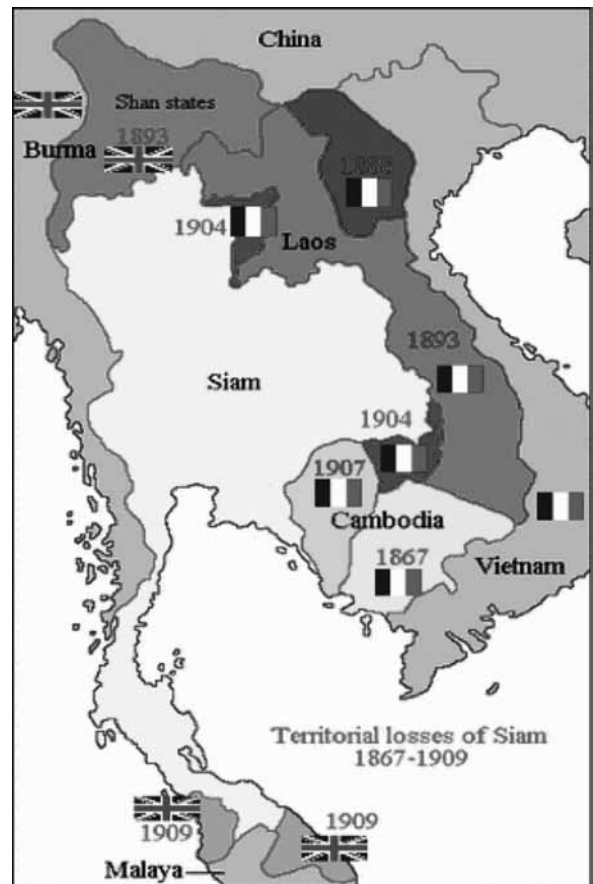 China
Shan states
1893
Burma
1888
1904
Laos
1893
Siam
1904
1907
Cambodia
1867
Vietnam
Territorial losses of Siam
1867-1909
1909
1909
Malaya